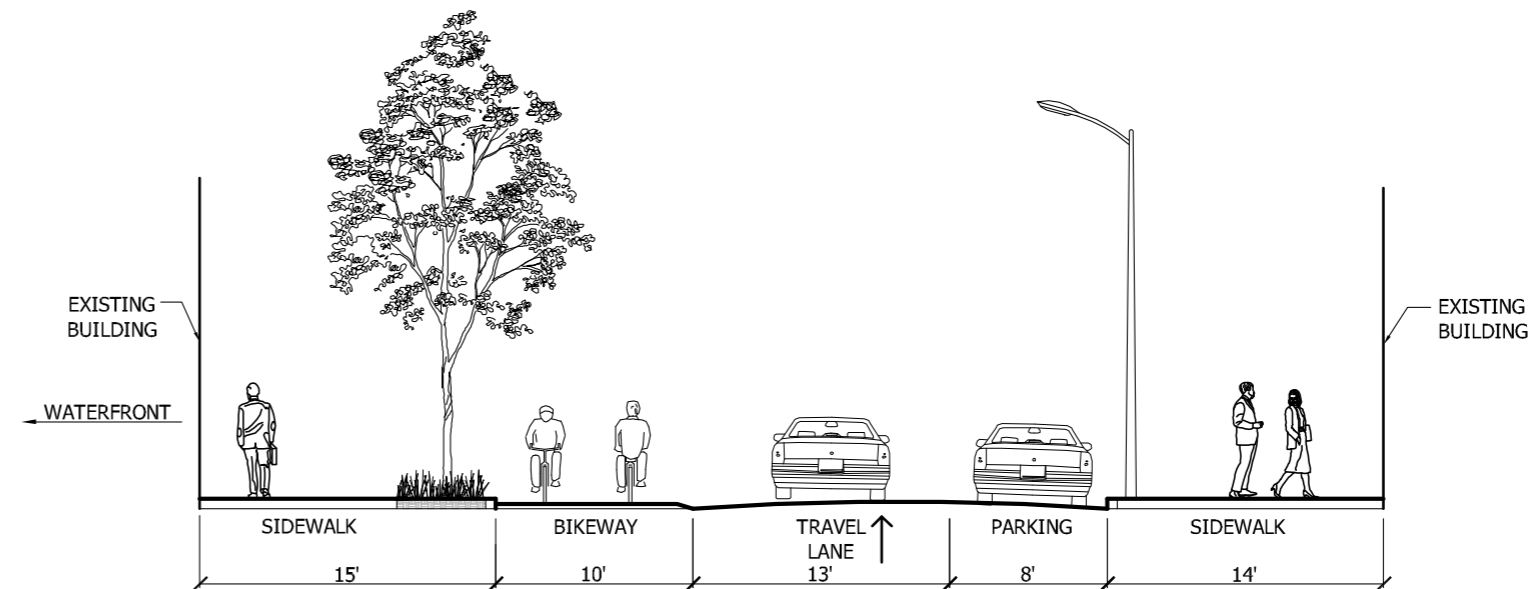 EXISTING
BUILDING
EXISTING
BUILDING
WATERFRONT
SIDEWALK
BIKEWAY
TRAVEL
LANE
PARKING
SIDEWALK
15'
10'
13'
8'
14'